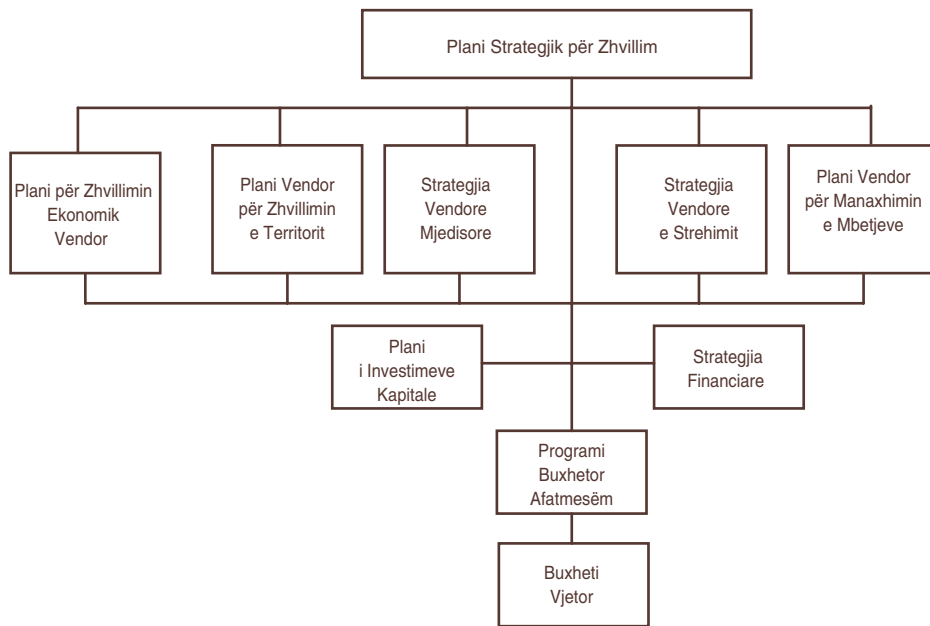 Plani Strategjik për Zhvillim
Plani për Zhvillimin
Ekonomik
Vendor
Plani Vendor
për Zhvillimin
e Territorit
Strategjia
Vendore
Mjedisore
Strategjia
Vendore
e Strehimit
Plani Vendor
për Manaxhimin
e Mbetjeve
Plani
i Investimeve
Kapitale
Strategjia
Financiare
Programi
Buxhetor
Afatmesëm
Buxheti
Vjetor